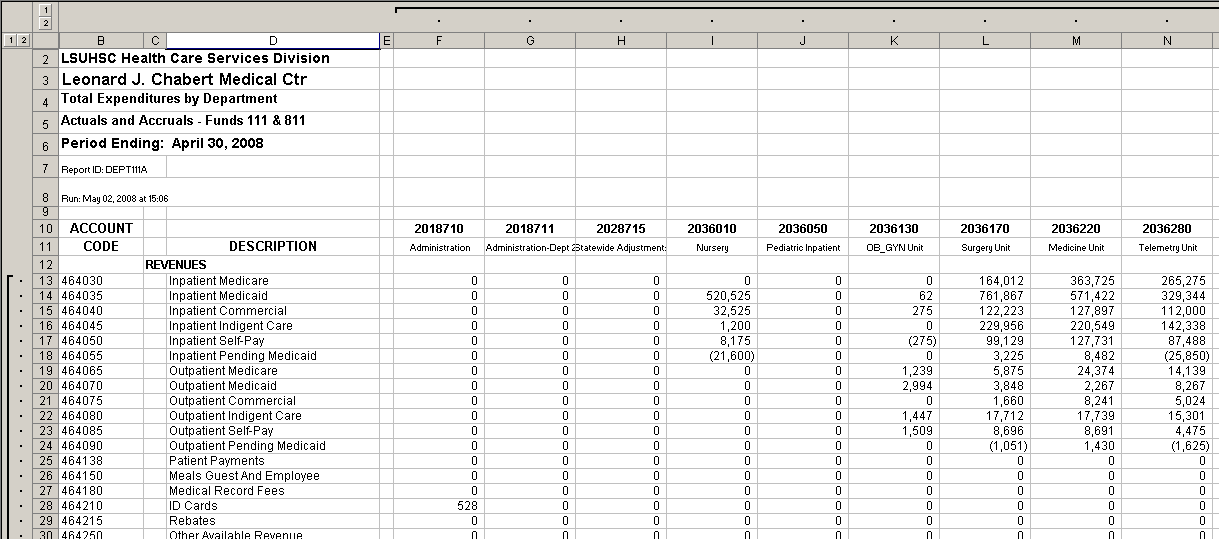 1
2
1 2
B C D E F G H I J K L M N
2 LSUHSC Health Care Services Division
3 Leonard J. Chabert Medical Ctr
4 Total Expenditures by Department
5 Actuals and Accruals - Funds 111 & 811
6 Period Ending: April 30, 2008
7 Report ID: DEPT111A
8 Run: May 02, 2008 at 15:06
9
10 ACCOUNT 2018710 2018711 2028715 2036010 2036050 2036130 2036170 2036220 2036280
11 CODE DESCRIPTION Administration Administration-Dept 2 Statewide Adjustments Nursery Pediatric Inpatient OB_GYN Unit Surgery Unit Medicine Unit Telemetry Unit
12 REVENUES
13 464030 Inpatient Medicare 0 0 0 0 0 0 164,012 363,725 265,275
14 464035 Inpatient Medicaid 0 0 0 520,525 0 62 761,867 571,422 329,344
15 464040 Inpatient Commercial 0 0 0 32,525 0 275 122,223 127,897 112,000
16 464045 Inpatient Indigent Care 0 0 0 1,200 0 0 229,956 220,549 142,338
17 464050 Inpatient Self-Pay 0 0 0 8,175 0 (275) 99,129 127,731 87,488
18 464055 Inpatient Pending Medicaid 0 0 0 (21,600) 0 0 3,225 8,482 (25,850)
19 464065 Outpatient Medicare 0 0 0 0 0 1,239 5,875 24,374 14,139
20 464070 Outpatient Medicaid 0 0 0 0 0 2,994 3,848 2,267 8,267
21 464075 Outpatient Commercial 0 0 0 0 0 0 1,660 8,241 5,024
22 464080 Outpatient Indigent Care 0 0 0 0 0 1,447 17,712 17,739 15,301
23 464085 Outpatient Self-Pay 0 0 0 0 0 1,509 8,696 8,691 4,475
24 464090 Outpatient Pending Medicaid 0 0 0 0 0 0 (1,051) 1,430 (1,625)
25 464138 Patient Payments 0 0 0 0 0 0 0 0 0
26 464150 Meals Guest And Employee 0 0 0 0 0 0 0 0 0
27 464180 Medical Record Fees 0 0 0 0 0 0 0 0 0
28 464210 ID Cards 528 0 0 0 0 0 0 0 0
29 464215 Rebates 0 0 0 0 0 0 0 0 0
30 464250 Other Available Revenue 0 0 0 0 0 0 0 0 0